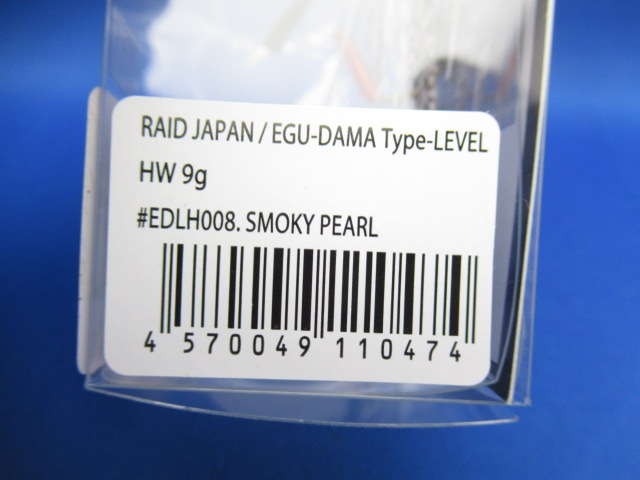 RAID JAPAN / EGU-DAMA Type-LEVEL
HW 9g
#EDLH008. SMOKY PEARL
4 570049 110474